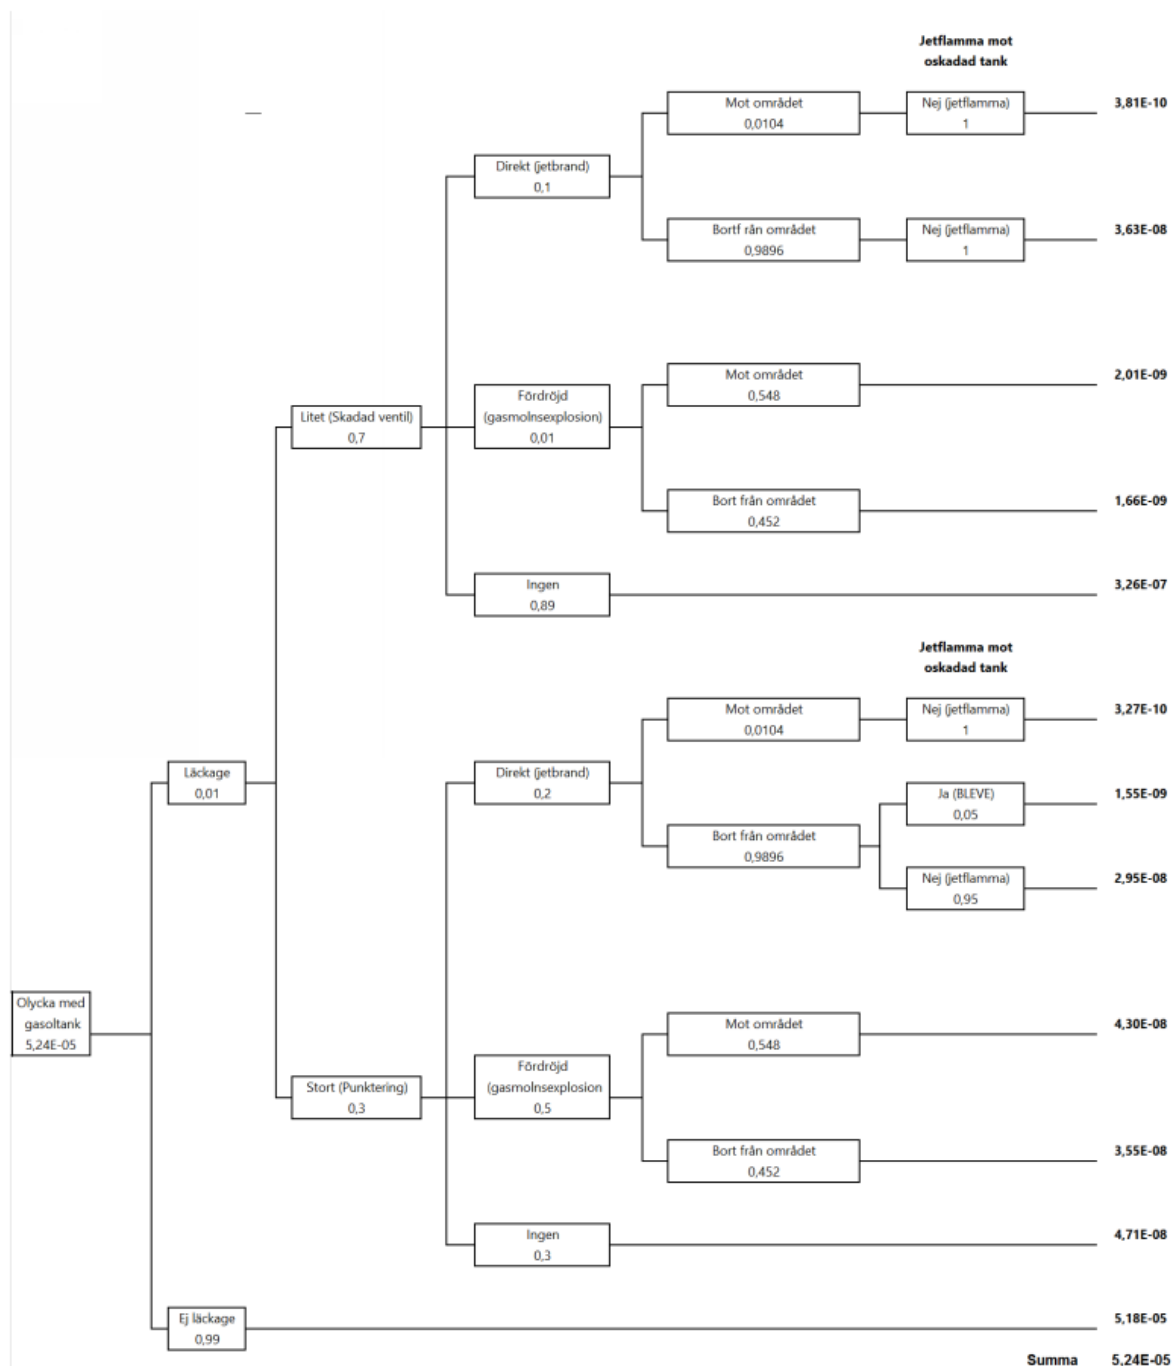 Jetflamma mot
oskadad tank
Mot området
0,0104
Nej (jetflamma)
1
3,81E-10
Direkt (jetbrand)
0,1
Bortf rån området
0,9896
Nej (jetflamma)
1
3,63E-08
Mot området
0,548
2,01E-09
Litet (Skadad ventil)
0,7
Fördröjd
(gasmolnsexplosion)
0,01
Bort från området
0,452
1,66E-09
Ingen
0,89
3,26E-07
Jetflamma mot
oskadad tank
Mot området
0,0104
Nej (jetflamma)
1
3,27E-10
Läckage
0,01
Direkt (jetbrand)
0,2
Ja (BLEVE)
0,05
1,55E-09
Bort från området
0,9896
Nej (jetflamma)
0,95
2,95E-08
Olycka med
gasoltank
5,24E-05
Mot området
0,548
4,30E-08
Stort (Punktering)
0,3
Fördröjd
(gasmolnsexplosion
0,5
Bort från området
0,452
3,55E-08
Ingen
0,3
4,71E-08
Ej läckage
0,99
5,18E-05
Summa 5,24E-05